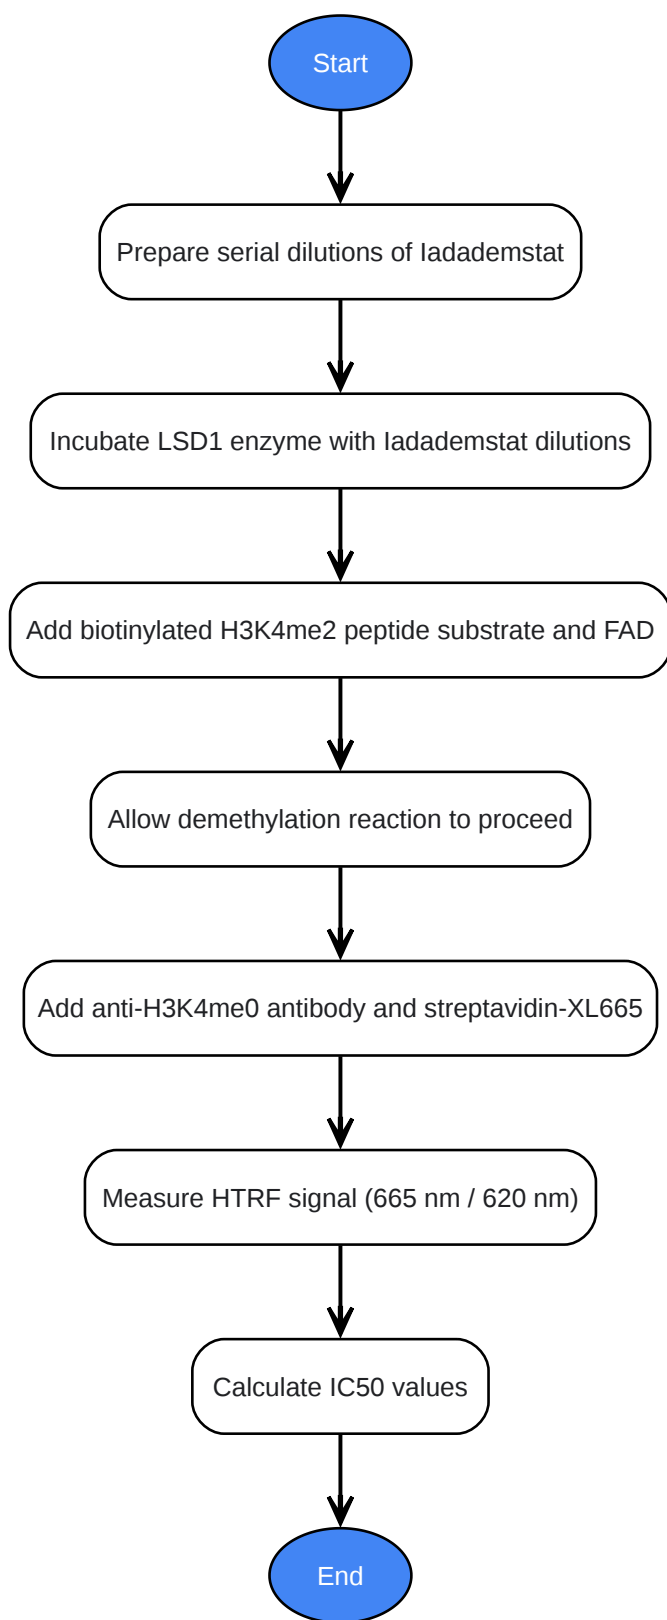 Start
Prepare serial dilutions of Iadademstat
Incubate LSD1 enzyme with Iadademstat dilutions
Add biotinylated H3K4me2 peptide substrate and FAD
Allow demethylation reaction to proceed
Add anti-H3K4me0 antibody and streptavidin-XL665
Measure HTRF signal (665 nm / 620 nm)
Calculate IC50 values
End